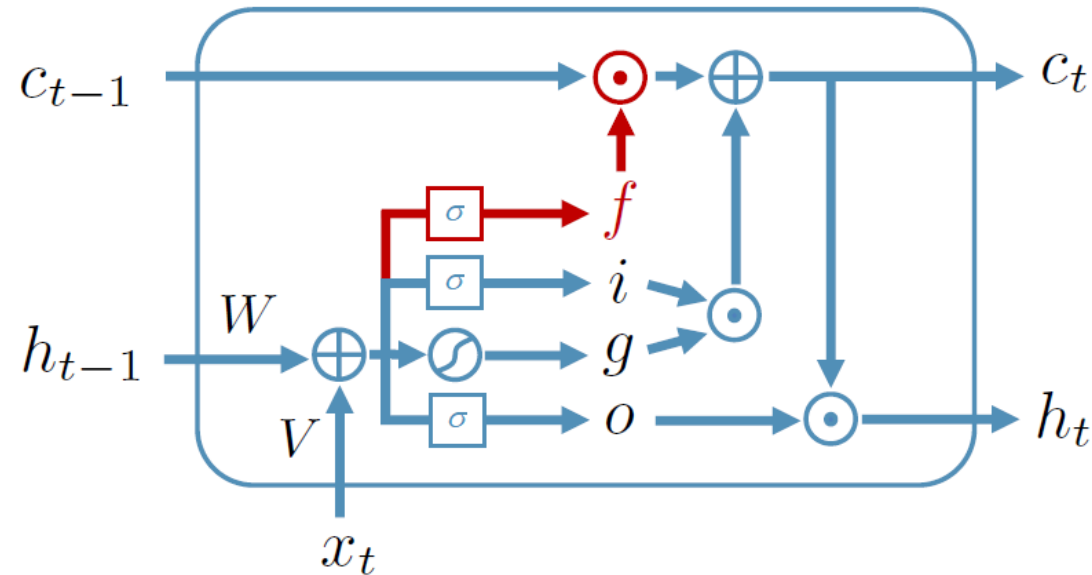 c_{t-1}
c_t
f
σ
i
σ
W
h_{t-1}
g
o
σ
V
h_t
x_t